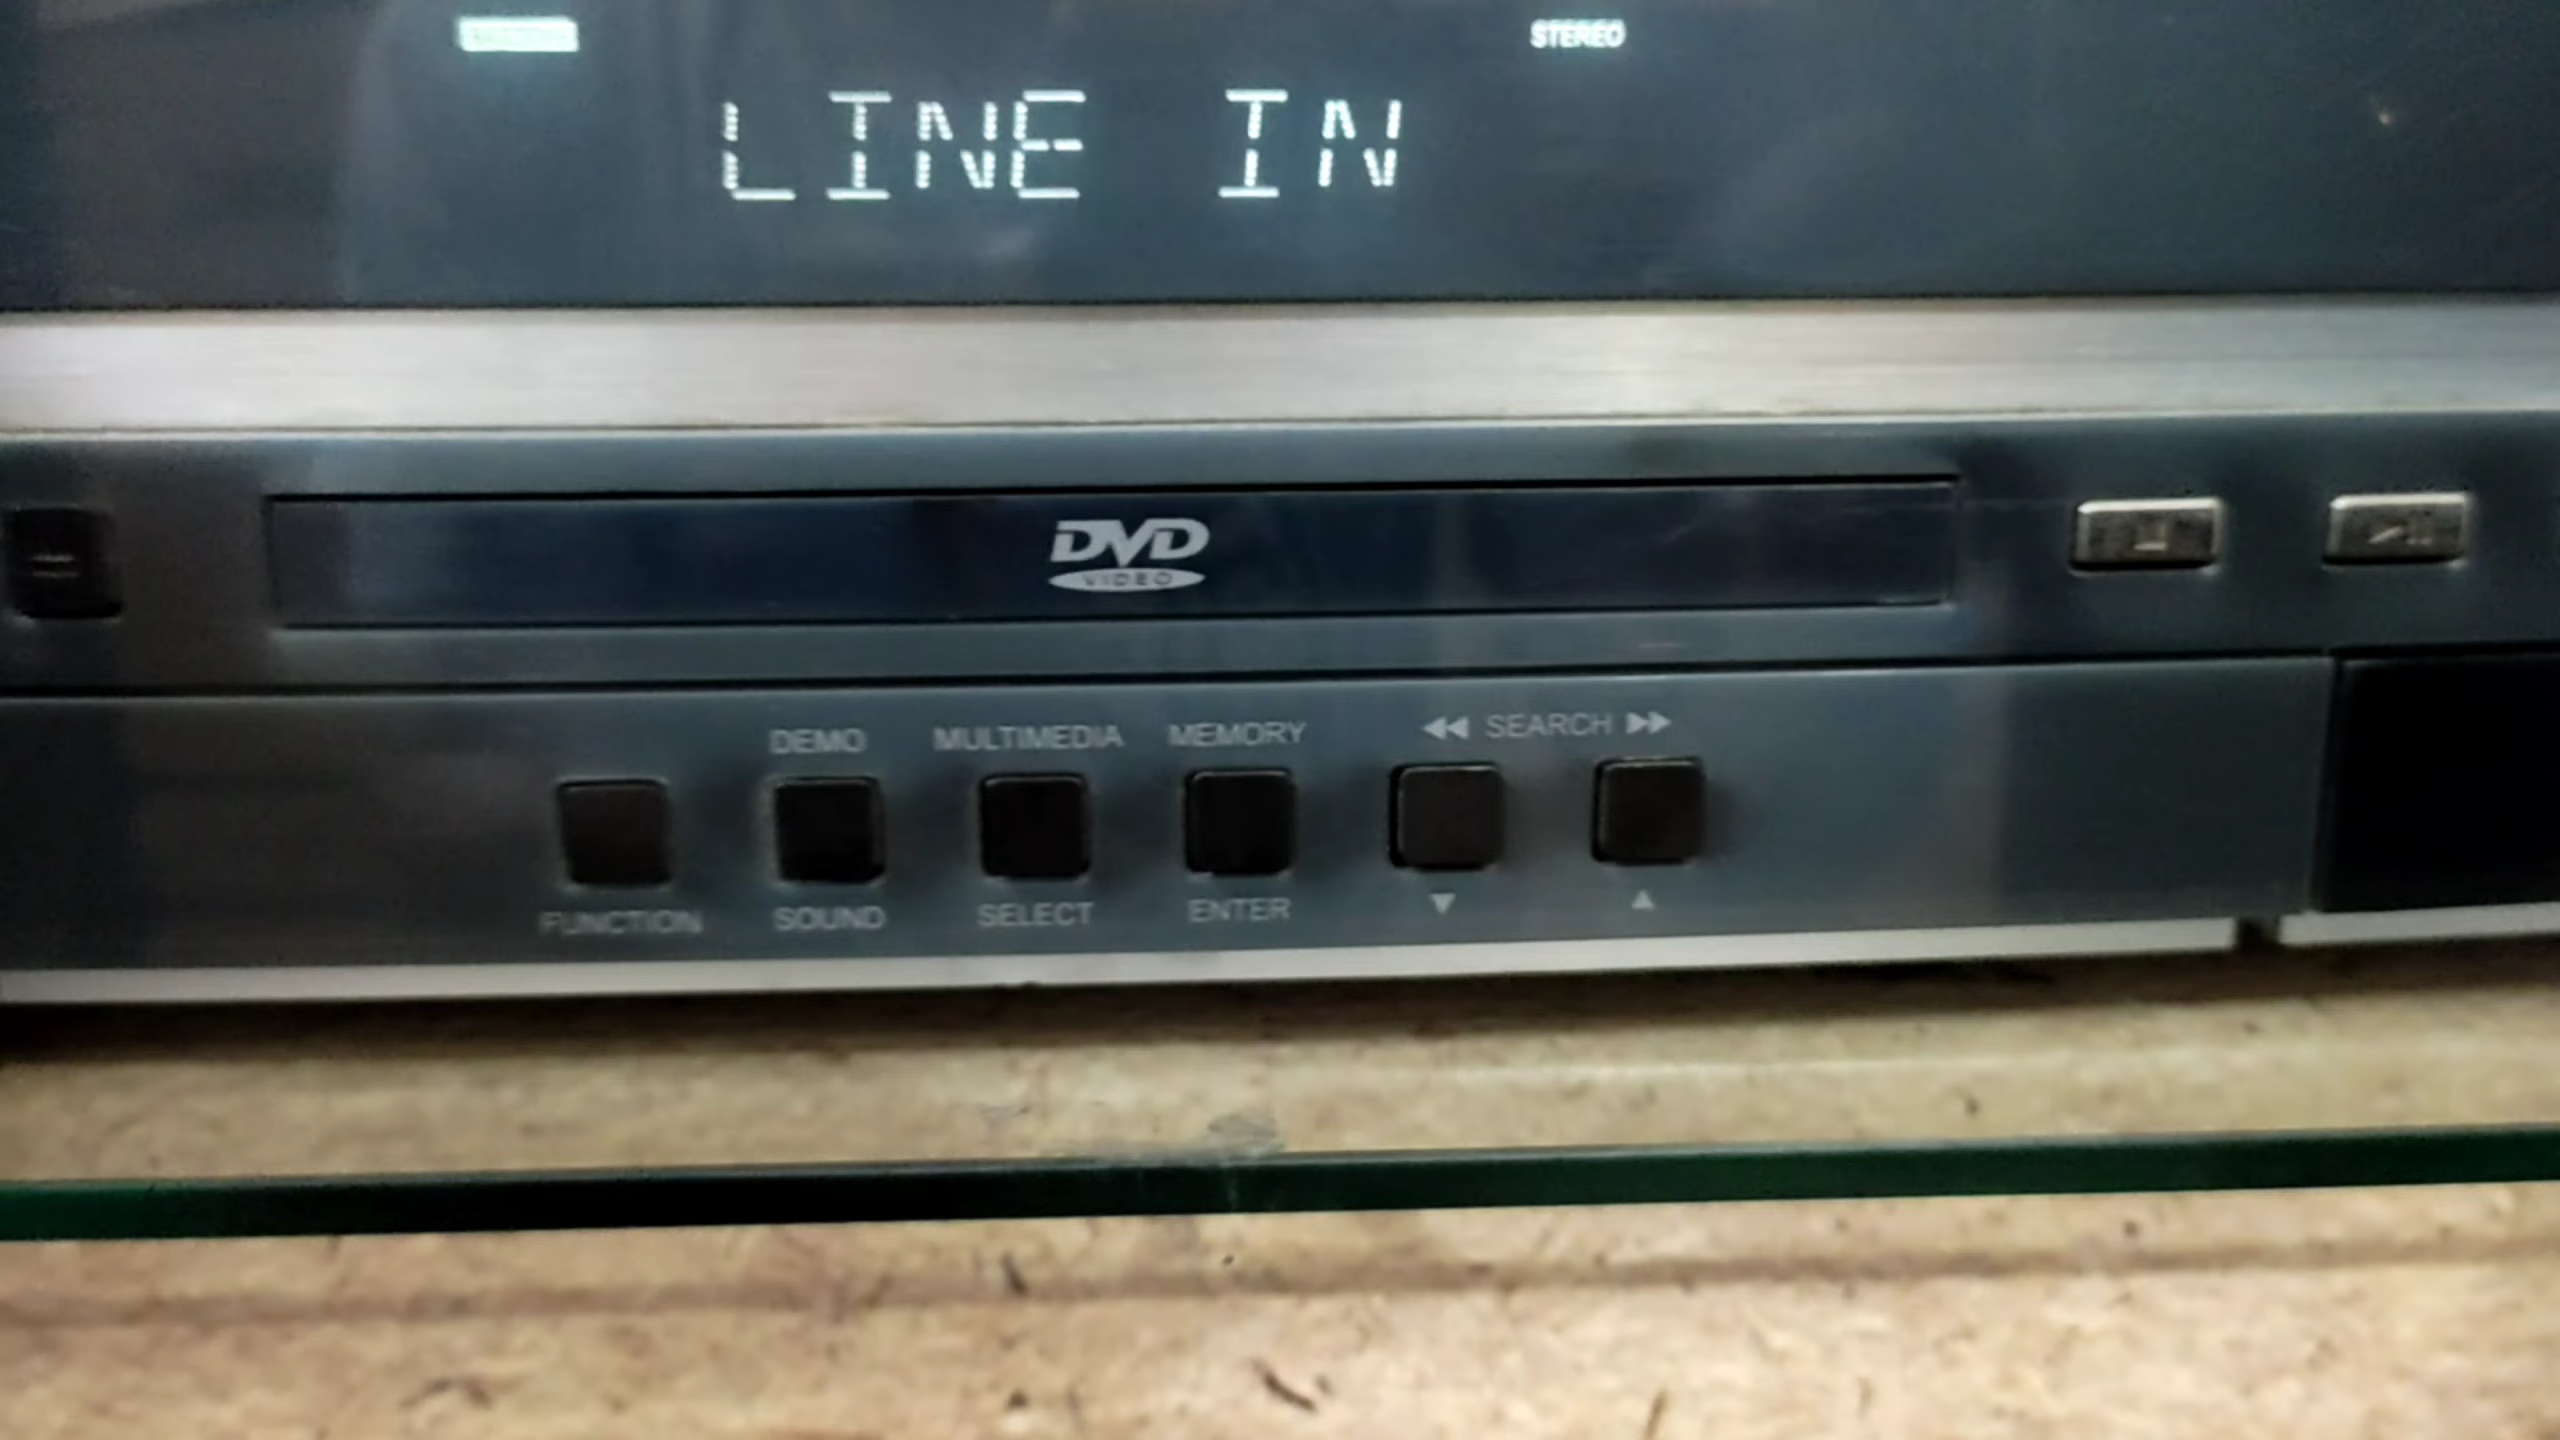 STEREO
LINE IN
DVD
VIDEO
DEMO MULTIMEDIA MEMORY ◀◀ SEARCH ▶▶
FUNCTION SOUND SELECT ENTER ▼ ▲